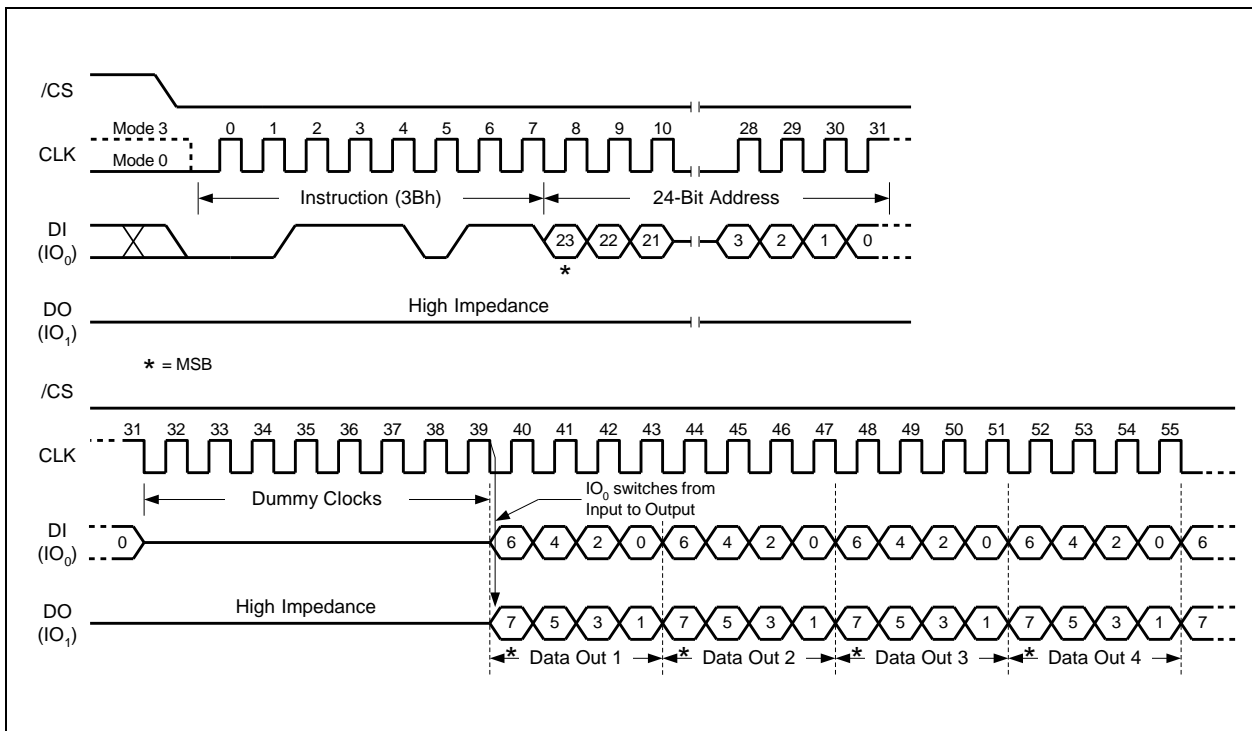 /CS
Mode 3 0 1 2 3 4 5 6 7 8 9 10 28 29 30 31
CLK
Mode 0
Instruction (3Bh) 24-Bit Address
DI
(IO0)
23 22 21 3 2 1 0
*
DO
(IO1)
High Impedance
* = MSB
/CS
31 32 33 34 35 36 37 38 39 40 41 42 43 44 45 46 47 48 49 50 51 52 53 54 55
CLK
Dummy Clocks
IO0 switches from
Input to Output
DI
(IO0)
0 6 4 2 0 6 4 2 0 6 4 2 0 6 4 2 0 6
DO
(IO1)
High Impedance
7 5 3 1 7 5 3 1 7 5 3 1 7 5 3 1 7
* Data Out 1 * Data Out 2 * Data Out 3 * Data Out 4